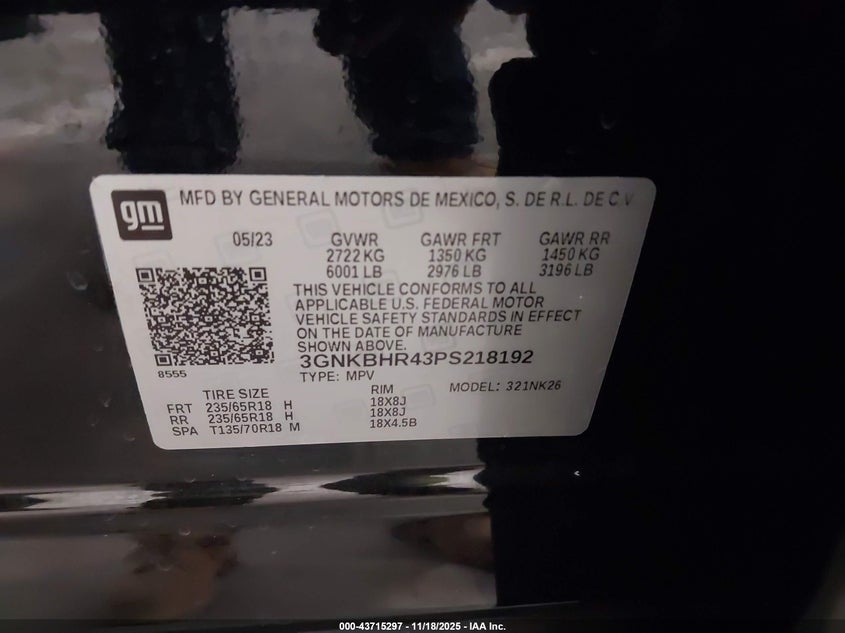 gm MFD BY GENERAL MOTORS DE MEXICO, S. DE R.L. DE C.V
05/23 GVWR GAWR FRT GAWR RR
2722 KG 1350 KG 1450 KG
6001 LB 2976 LB 3196 LB
THIS VEHICLE CONFORMS TO ALL
APPLICABLE U.S. FEDERAL MOTOR
VEHICLE SAFETY STANDARDS IN EFFECT
ON THE DATE OF MANUFACTURE
SHOWN ABOVE.
8555
3GNKBHR43PS218192
TYPE: MPV MODEL: 321NK26
TIRE SIZE RIM
FRT 235/65R18 H 18X8J
RR 235/65R18 H 18X8J
SPA T135/70R18 M 18X4.5B
000-43715297 - 11/18/2025 - IAA Inc.